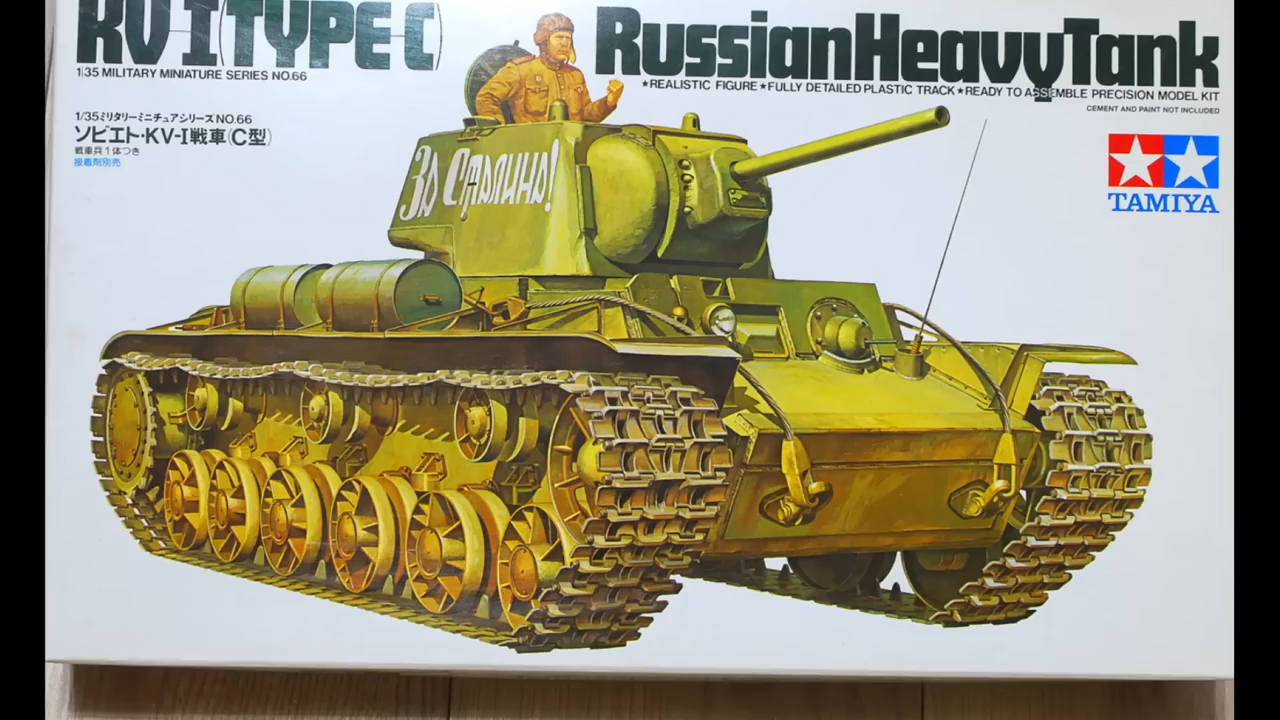 KV-I(TYPE-C)
RussianHeavyTank
1/35 MILITARY MINIATURE SERIES NO.66
★REALISTIC FIGURE ★FULLY DETAILED PLASTIC TRACK ★READY TO ASSEMBLE PRECISION MODEL KIT
CEMENT AND PAINT NOT INCLUDED
1/35ミリタリーミニチュアシリーズNO.66
ソビエト・KV-I戦車(C型)
戦車兵1体つき
接着剤別売
За Сталина!
TAMIYA